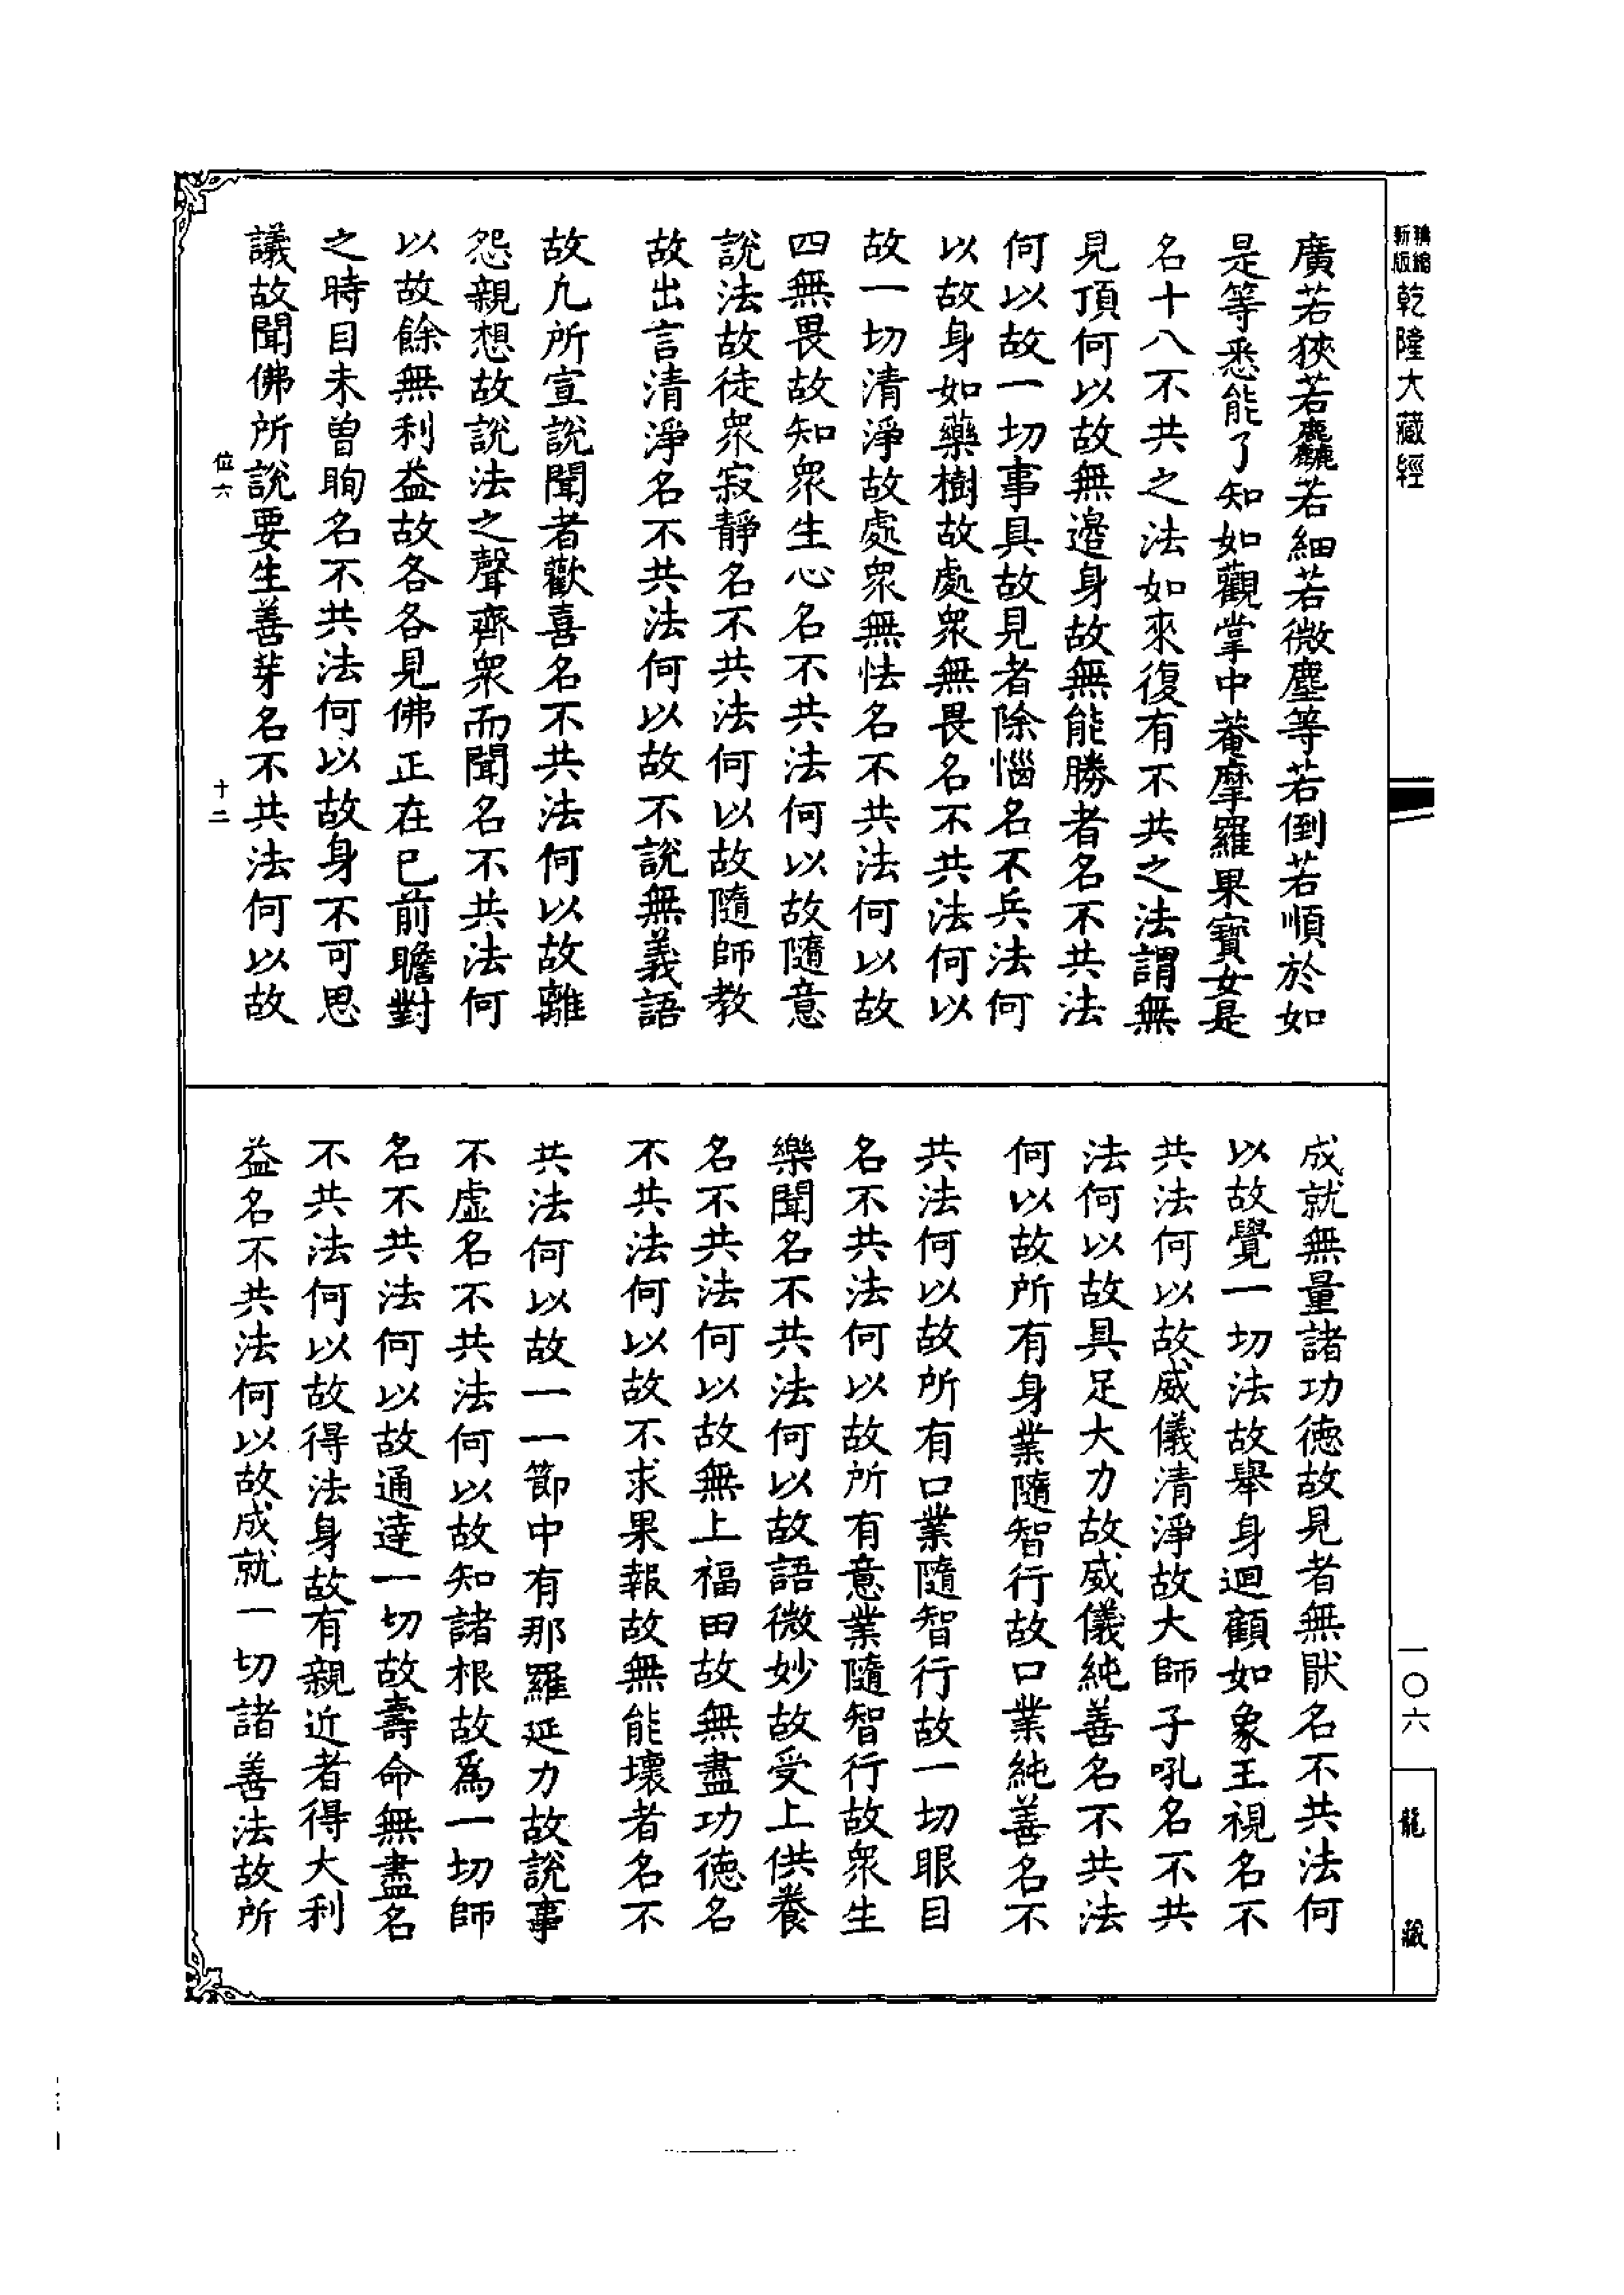 新版精縮乾隆大藏經
廣若狹若麤若細若微塵等若倒若順於如
是等悉能了知如觀掌中菴摩羅果寶女是
名十八不共之法如來復有不共之法謂無
見頂何以故無邊身故無能勝者名不共法
何以故一切事具故見者除惱名不兵法何
以故身如藥樹故處衆無畏名不共法何以
故一切清淨故處衆無怯名不共法何以故
四無畏故知衆生心名不共法何以故隨意
說法故徒衆寂靜名不共法何以故隨師教
故出言清淨名不共法何以故不說無義語
故凡所宣說聞者歡喜名不共法何以故離
怨親想故說法之聲齊衆而聞名不共法何
以故餘無利益故各各見佛正在已前瞻對
之時目未曾眴名不共法何以故身不可思
議故聞佛所說要生善芽名不共法何以故
位六 十二
成就無量諸功德故見者無猒名不共法何
以故覺一切法故舉身迴顧如象王視名不
共法何以故威儀清淨故大師子吼名不共
法何以故具足大力故威儀純善名不共法
何以故所有身業隨智行故口業純善名不
共法何以故所有口業隨智行故一切眼目
名不共法何以故所有意業隨智行故衆生
樂聞名不共法何以故語微妙故受上供養
名不共法何以故無上福田故無盡功德名
不共法何以故不求果報故無能壞者名不
共法何以故一一節中有那羅延力故說事
不虛名不共法何以故知諸根故爲一切師
名不共法何以故通達一切故壽命無盡名
不共法何以故得法身故有親近者得大利
益名不共法何以故成就一切諸善法故所
一〇六
龍藏